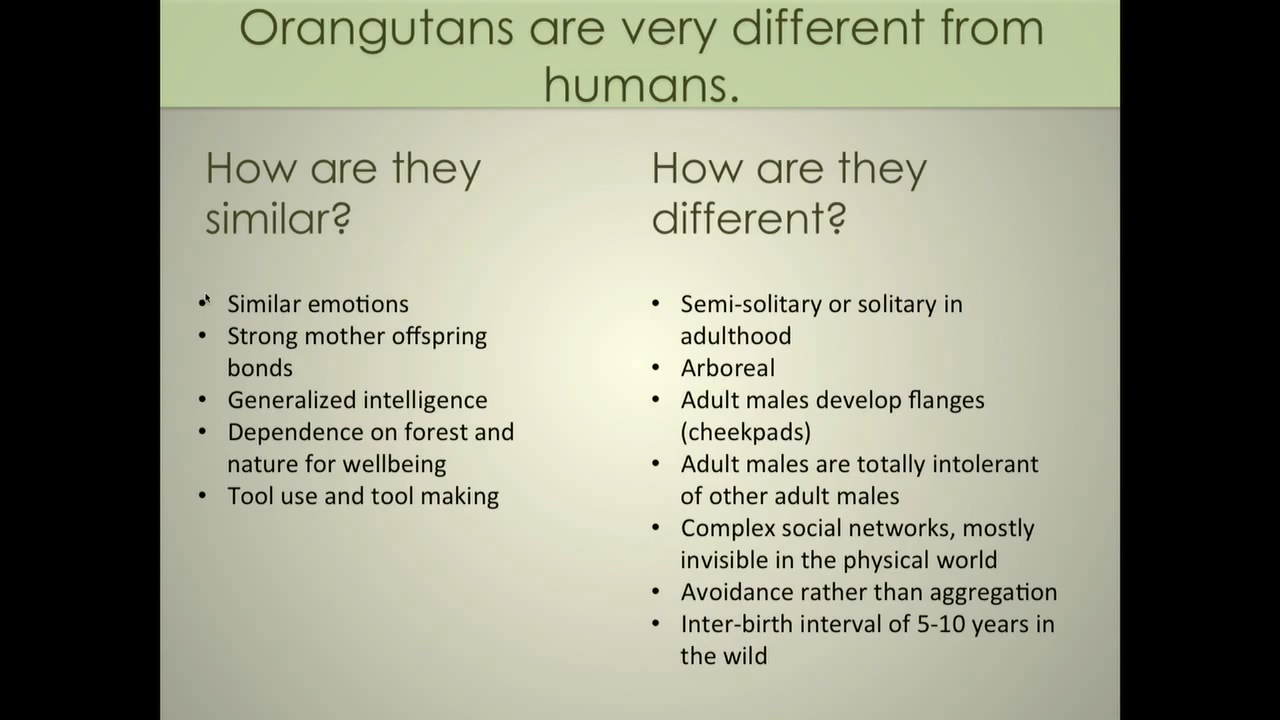 Orangutans are very different from
humans.
How are they
similar?
• Similar emotions
• Strong mother offspring
bonds
• Generalized intelligence
• Dependence on forest and
nature for wellbeing
• Tool use and tool making
How are they
different?
• Semi-solitary or solitary in
adulthood
• Arboreal
• Adult males develop flanges
(cheekpads)
• Adult males are totally intolerant
of other adult males
• Complex social networks, mostly
invisible in the physical world
• Avoidance rather than aggregation
• Inter-birth interval of 5-10 years in
the wild